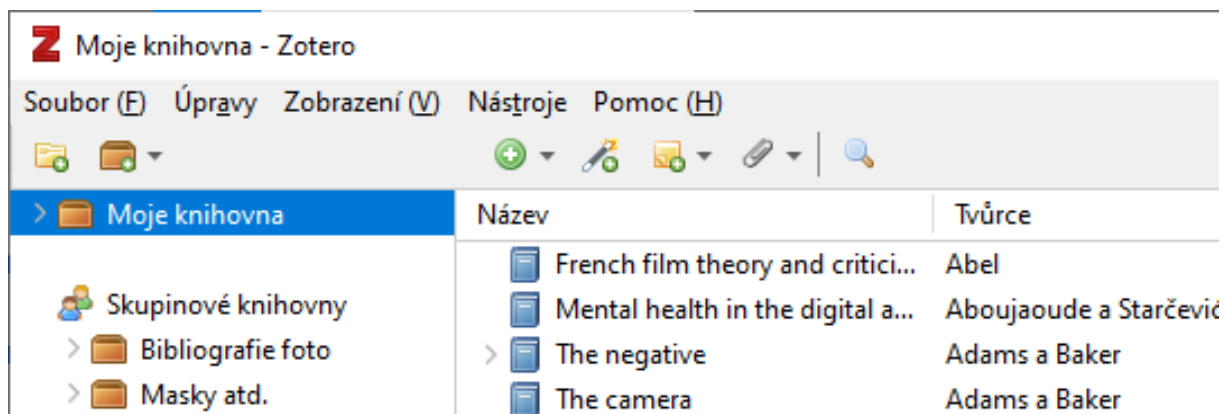 Moje knihovna - Zotero
Soubor (F) Úpravy Zobrazení (V) Nástroje Pomoc (H)
Moje knihovna
Skupinové knihovny
Bibliografie foto
Masky atd.
Název Tvůrce
French film theory and critici... Abel
Mental health in the digital a... Aboujaoude a Starčević
The negative Adams a Baker
The camera Adams a Baker